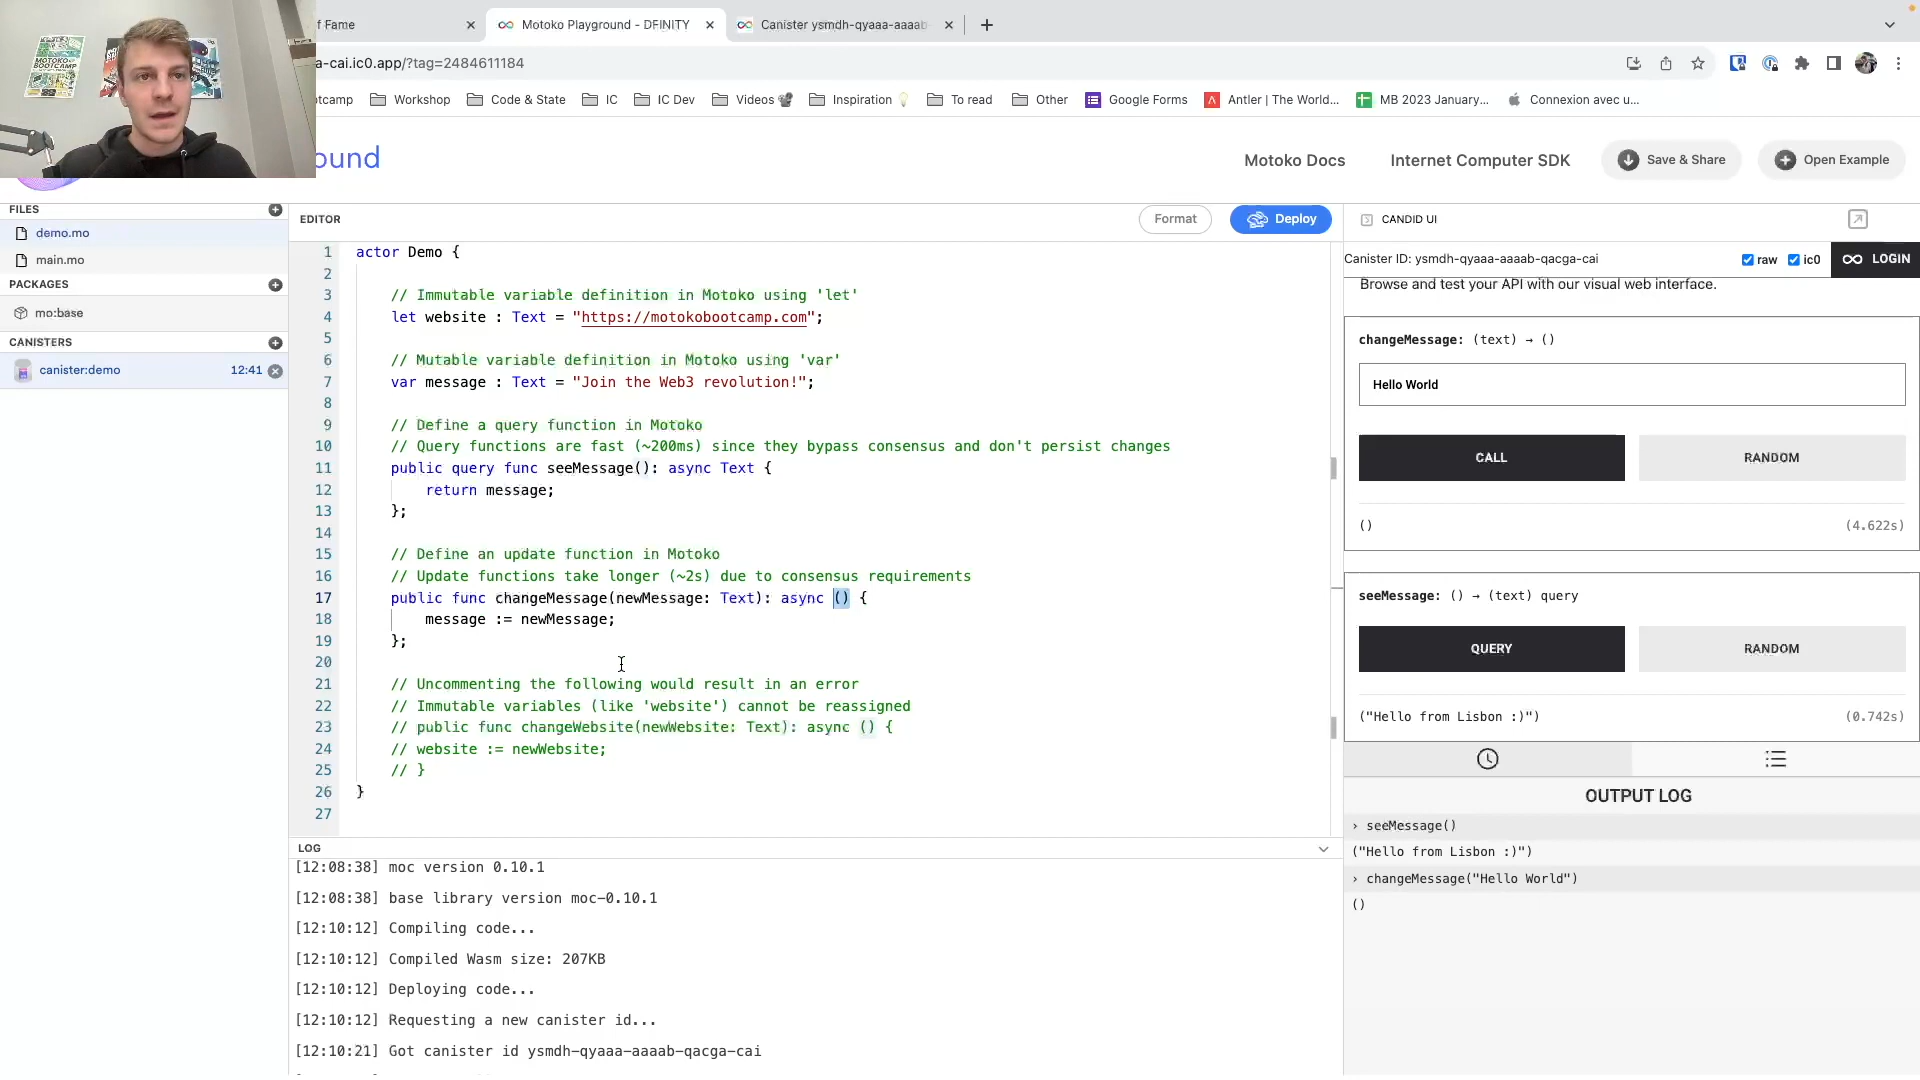 f Fame
Motoko Playground - DFINITY
Canister ysmdh-qyaaa-aaaab-
a-cai.ic0.app/?tag=2484611184
otcamp
Workshop
Code & State
IC
IC Dev
Videos
Inspiration
To read
Other
Google Forms
Antler | The World...
MB 2023 January...
Connexion avec u...
MOTOKO
BOOTCAMP
ound
Motoko Docs
Internet Computer SDK
Save & Share
Open Example
FILES
demo.mo
main.mo
PACKAGES
mo:base
CANISTERS
canister:demo 12:41
EDITOR
Format
Deploy
1 actor Demo {
2
3 // Immutable variable definition in Motoko using 'let'
4 let website : Text = "https://motokobootcamp.com";
5
6 // Mutable variable definition in Motoko using 'var'
7 var message : Text = "Join the Web3 revolution!";
8
9 // Define a query function in Motoko
10 // Query functions are fast (~200ms) since they bypass consensus and don't persist changes
11 public query func seeMessage(): async Text {
12 return message;
13 };
14
15 // Define an update function in Motoko
16 // Update functions take longer (~2s) due to consensus requirements
17 public func changeMessage(newMessage: Text): async () {
18 message := newMessage;
19 };
20
21 // Uncommenting the following would result in an error
22 // Immutable variables (like 'website') cannot be reassigned
23 // public func changeWebsite(newWebsite: Text): async () {
24 // website := newWebsite;
25 // }
26 }
27
LOG
[12:08:38] moc version 0.10.1
[12:08:38] base library version moc-0.10.1
[12:10:12] Compiling code...
[12:10:12] Compiled Wasm size: 207KB
[12:10:12] Deploying code...
[12:10:12] Requesting a new canister id...
[12:10:21] Got canister id ysmdh-qyaaa-aaaab-qacga-cai
CANDID UI
Canister ID: ysmdh-qyaaa-aaaab-qacga-cai
raw
ic0
LOGIN
Browse and test your API with our visual web interface.
changeMessage: (text) → ()
Hello World
CALL
RANDOM
() (4.622s)
seeMessage: () → (text) query
QUERY
RANDOM
("Hello from Lisbon :)") (0.742s)
OUTPUT LOG
› seeMessage()
("Hello from Lisbon :)")
› changeMessage("Hello World")
()